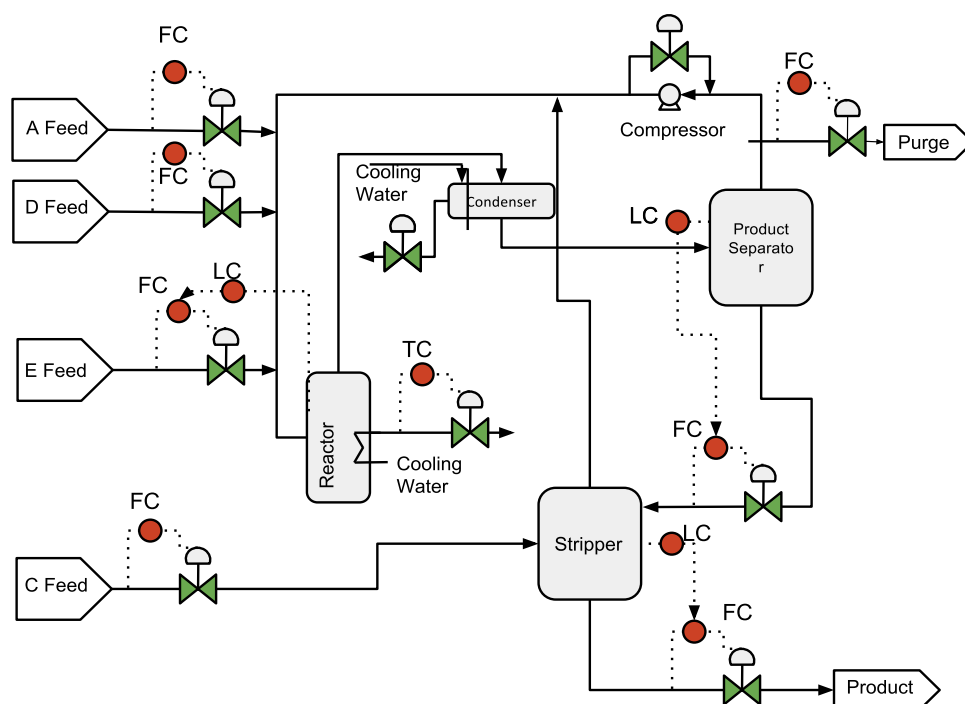 FC
FC
A Feed
Compressor
Purge
FC
Cooling
Water
D Feed
Condenser
LC
Product
Separato
r
FC
LC
E Feed
TC
Reactor
FC
Cooling
Water
FC
Stripper
LC
C Feed
FC
Product